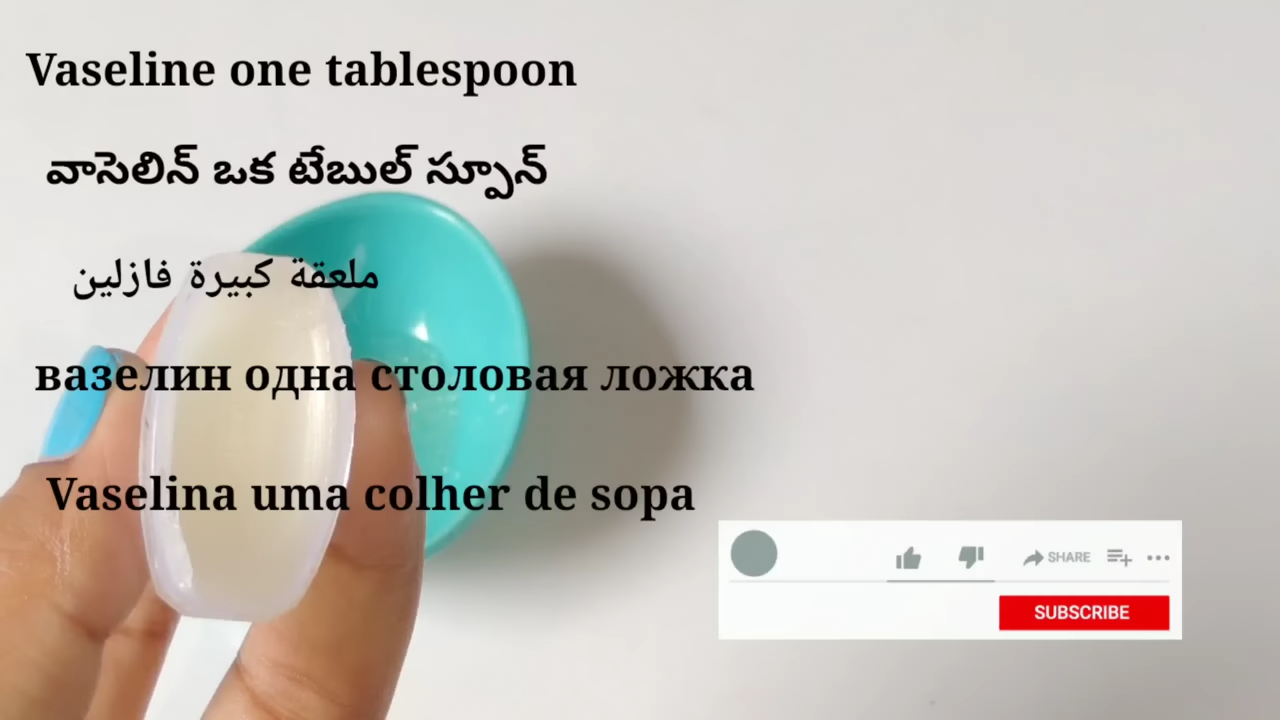 Vaseline one tablespoon
వాసెలిన్ ఒక టేబుల్ స్పూన్
ملعقة كبيرة فازلين
вазелин одна столовая ложка
Vaselina uma colher de sopa
SHARE
SUBSCRIBE